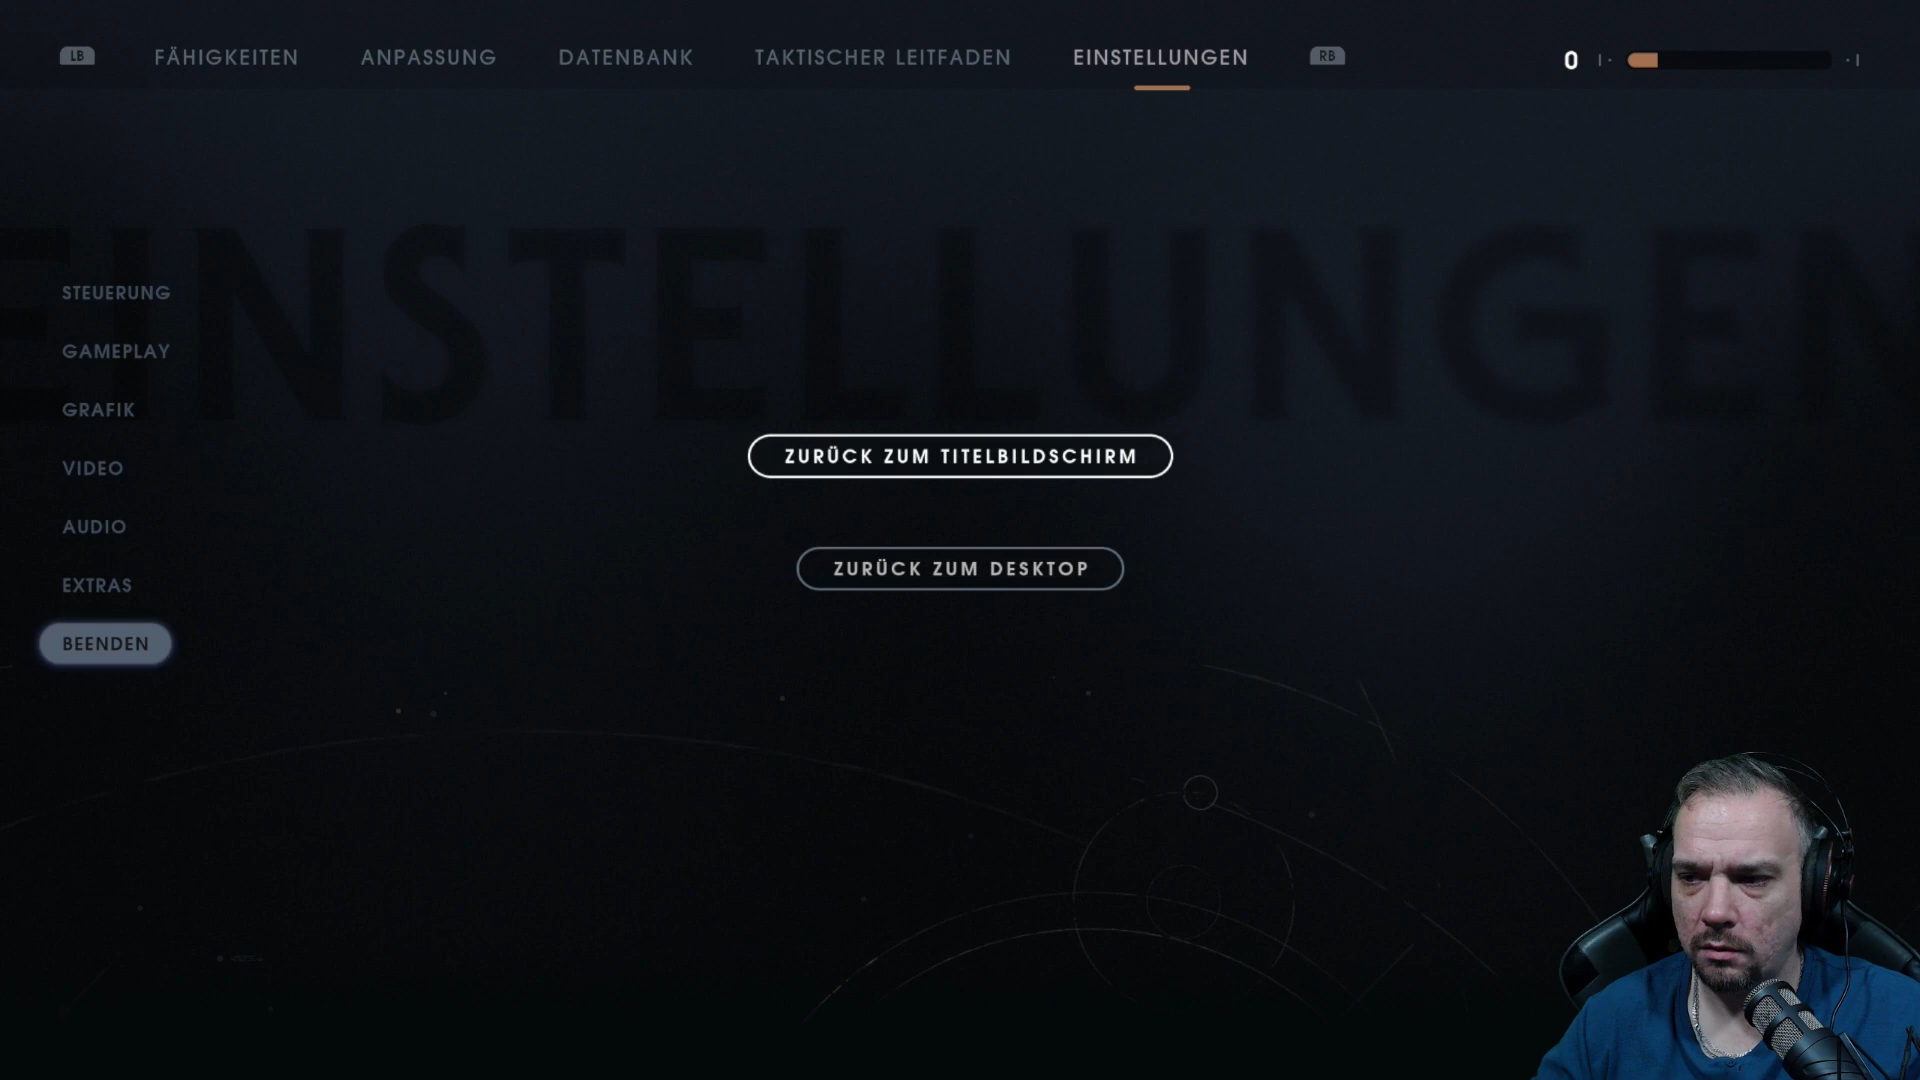 LB FÄHIGKEITEN ANPASSUNG DATENBANK TAKTISCHER LEITFADEN EINSTELLUNGEN RB 0
EINSTELLUNGEN
STEUERUNG
GAMEPLAY
GRAFIK
VIDEO
AUDIO
EXTRAS
BEENDEN
ZURÜCK ZUM TITELBILDSCHIRM
ZURÜCK ZUM DESKTOP